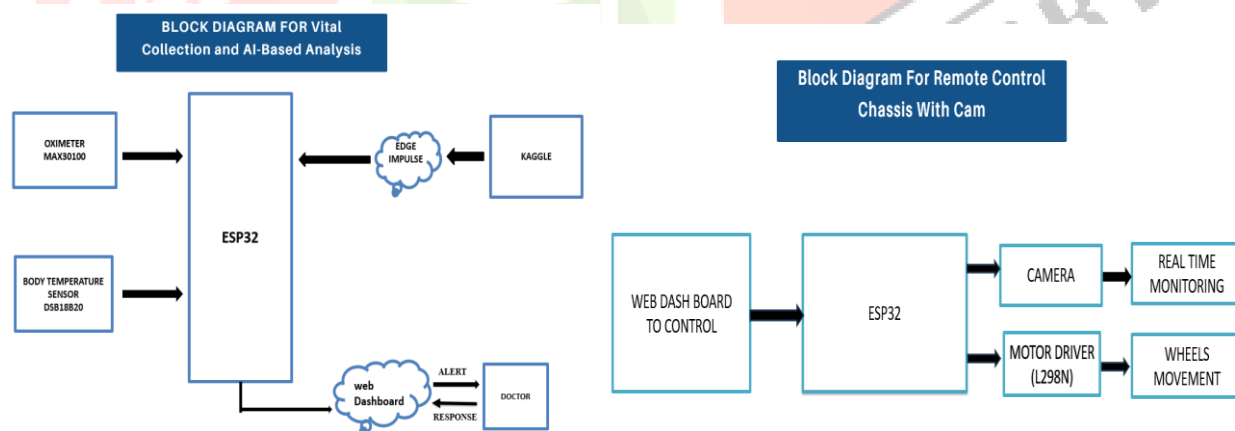 BLOCK DIAGRAM FOR Vital
Collection and AI-Based Analysis
OXIMETER
MAX30100
ESP32
EDGE
IMPULSE
KAGGLE
BODY TEMPERATURE
SENSOR
DSB18B20
web
Dashboard
ALERT
RESPONSE
DOCTOR
Block Diagram For Remote Control
Chassis With Cam
WEB DASH BOARD
TO CONTROL
ESP32
CAMERA
REAL TIME
MONITORING
MOTOR DRIVER
(L298N)
WHEELS
MOVEMENT